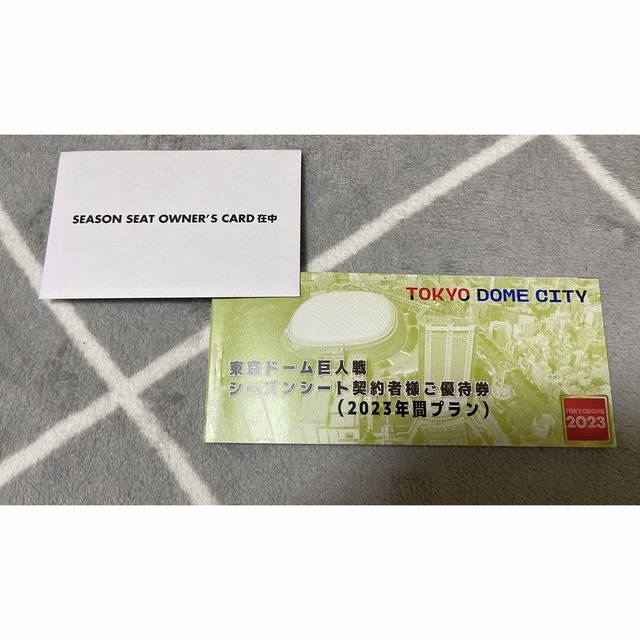 SEASON SEAT OWNER'S CARD 在中
TOKYO DOME CITY
東京ドーム巨人戦
シーズンシート契約者様ご優待券
(2023年間プラン)
TOKYODOME
2023